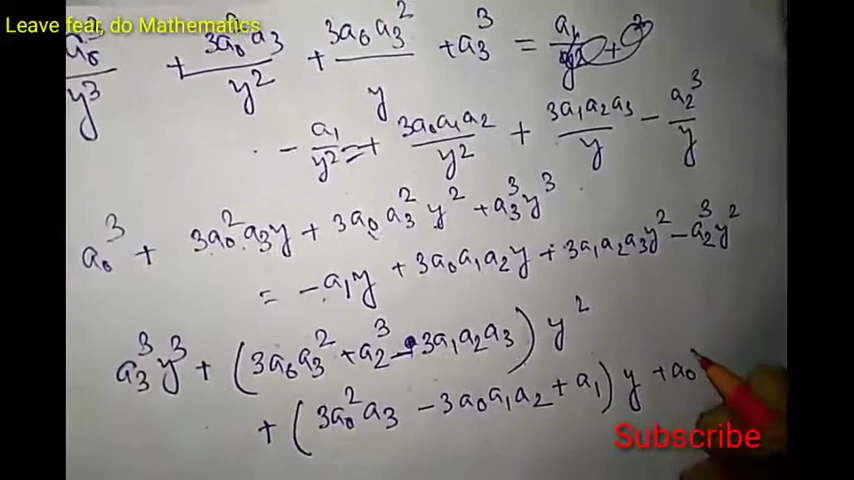 Leave fear, do Mathematics
a₀³/y³ + 3a₀²a₃/y² + 3a₀a₃²/y + a₃³ = a₁
- a₁/y² = + 3a₀a₁a₂/y² + 3a₁a₂a₃/y - a₂³/y
a₀³ + 3a₀²a₃y + 3a₀a₃²y² + a₃³y³
= -a₁y + 3a₀a₁a₂y + 3a₁a₂a₃y² - a₂³y²
a₃³y³ + (3a₀a₃² + a₂³ - 3a₁a₂a₃) y²
+ (3a₀²a₃ - 3a₀a₁a₂ + a₁) y + a₀
Subscribe